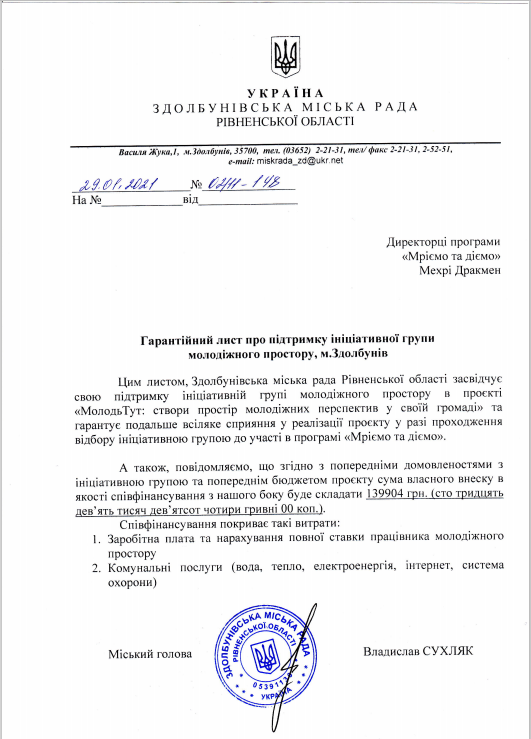 УКРАЇНА
ЗДОЛБУНІВСЬКА МІСЬКА РАДА
РІВНЕНСЬКОЇ ОБЛАСТІ
Василя Жука,1, м.Здолбунів, 35700, тел. (03652) 2-21-31, тел/ факс 2-21-31, 2-52-51,
e-mail: miskrada_zd@ukr.net
29.01.2021 № 02/11-148
На №______________від________________
Директорці програми
«Мріємо та діємо»
Мехрі Дракмен
Гарантійний лист про підтримку ініціативної групи
молодіжного простору, м.Здолбунів
Цим листом, Здолбунівська міська рада Рівненської області засвідчує
свою підтримку ініціативній групі молодіжного простору в проєкті
«МолодьТут: створи простір молодіжних перспектив у своїй громаді» та
гарантує подальше всіляке сприяння у реалізації проєкту у разі проходження
відбору ініціативною групою до участі в програмі «Мріємо та діємо».
А також, повідомляємо, що згідно з попередніми домовленостями з
ініціативною групою та попереднім бюджетом проєкту сума власного внеску в
якості співфінансування з нашого боку буде складати 139904 грн. (сто тридцять
дев’ять тисяч дев’ятсот чотири гривні 00 коп.).
Співфінансування покриває такі витрати:
1. Заробітна плата та нарахування повної ставки працівника молодіжного
простору
2. Комунальні послуги (вода, тепло, електроенергія, інтернет, система
охорони)
Міський голова
Владислав СУХЛЯК
ЗДОЛБУНІВСЬКА МІСЬКА РАДА
РІВНЕНСЬКОЇ ОБЛАСТІ
УКРАЇНА